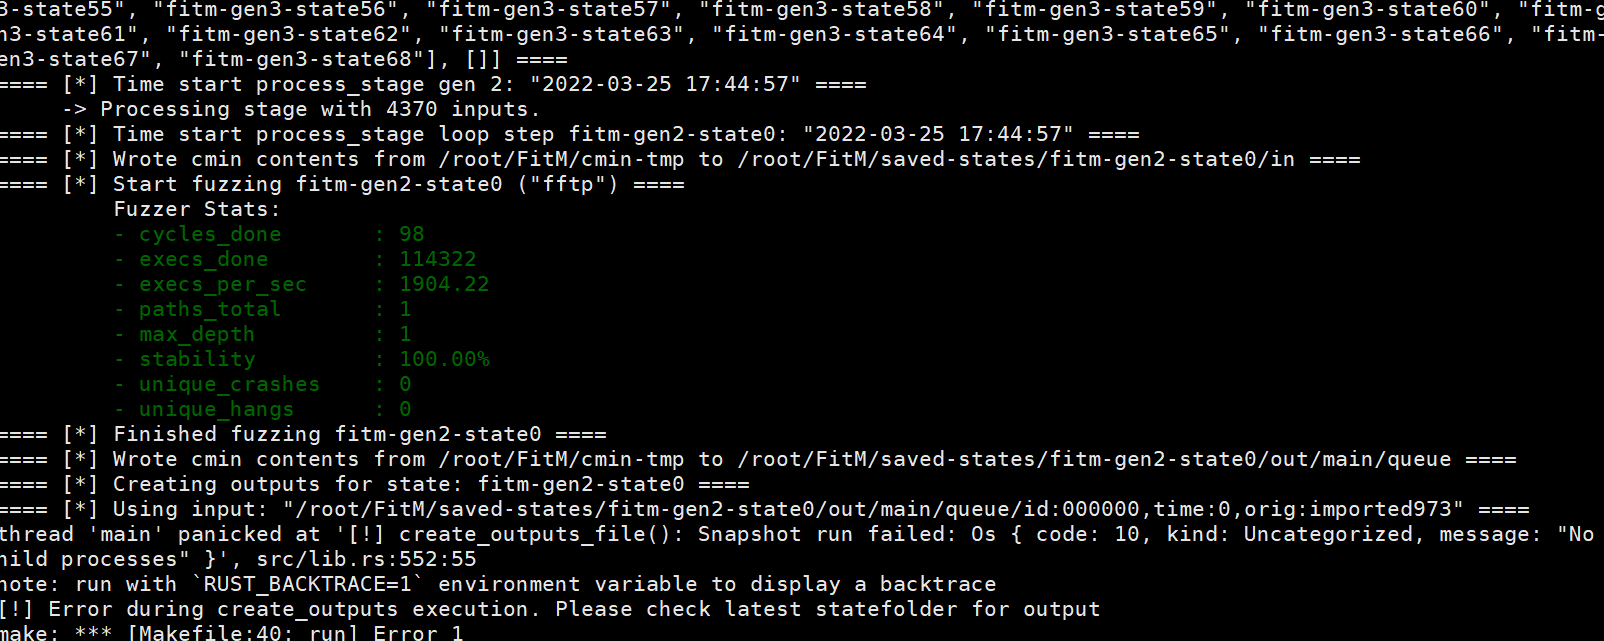 3-state55", "fitm-gen3-state56", "fitm-gen3-state57", "fitm-gen3-state58", "fitm-gen3-state59", "fitm-gen3-state60", "fitm-g
n3-state61", "fitm-gen3-state62", "fitm-gen3-state63", "fitm-gen3-state64", "fitm-gen3-state65", "fitm-gen3-state66", "fitm-
en3-state67", "fitm-gen3-state68"], []] ====
==== [*] Time start process_stage gen 2: "2022-03-25 17:44:57" ====
-> Processing stage with 4370 inputs.
==== [*] Time start process_stage loop step fitm-gen2-state0: "2022-03-25 17:44:57" ====
==== [*] Wrote cmin contents from /root/FitM/cmin-tmp to /root/FitM/saved-states/fitm-gen2-state0/in ====
==== [*] Start fuzzing fitm-gen2-state0 ("fftp") ====
Fuzzer Stats:
- cycles_done : 98
- execs_done : 114322
- execs_per_sec : 1904.22
- paths_total : 1
- max_depth : 1
- stability : 100.00%
- unique_crashes : 0
- unique_hangs : 0
==== [*] Finished fuzzing fitm-gen2-state0 ====
==== [*] Wrote cmin contents from /root/FitM/cmin-tmp to /root/FitM/saved-states/fitm-gen2-state0/out/main/queue ====
==== [*] Creating outputs for state: fitm-gen2-state0 ====
==== [*] Using input: "/root/FitM/saved-states/fitm-gen2-state0/out/main/queue/id:000000,time:0,orig:imported973" ====
thread 'main' panicked at '[!] create_outputs_file(): Snapshot run failed: Os { code: 10, kind: Uncategorized, message: "No
hild processes" }', src/lib.rs:552:55
note: run with `RUST_BACKTRACE=1` environment variable to display a backtrace
[!] Error during create_outputs execution. Please check latest statefolder for output
make: *** [Makefile:40: run] Error 1